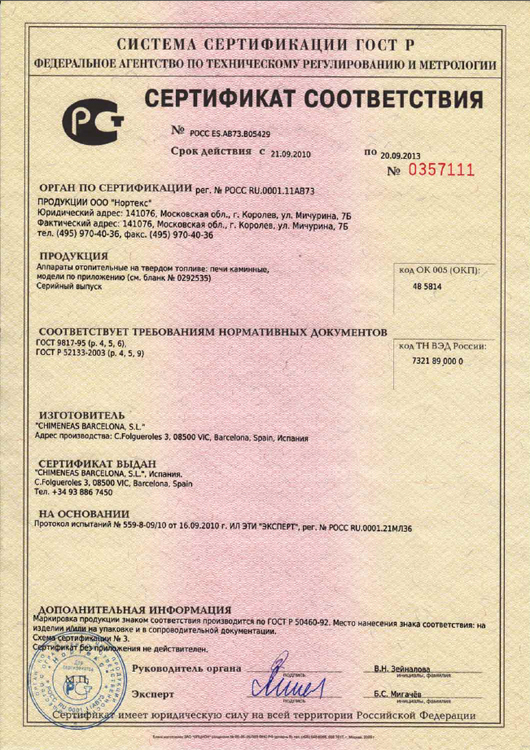 СИСТЕМА СЕРТИФИКАЦИИ ГОСТ Р
ФЕДЕРАЛЬНОЕ АГЕНТСТВО ПО ТЕХНИЧЕСКОМУ РЕГУЛИРОВАНИЮ И МЕТРОЛОГИИ
СЕРТИФИКАТ СООТВЕТСТВИЯ
№ РОСС ES.АВ73.В05429
Срок действия с 21.09.2010 по 20.09.2013
№ 0357111
ОРГАН ПО СЕРТИФИКАЦИИ рег. № РОСС RU.0001.11АВ73
ПРОДУКЦИИ ООО "Нортекс"
Юридический адрес: 141076, Московская обл., г. Королев, ул. Мичурина, 7Б
Фактический адрес: 141076, Московская обл., г. Королев, ул. Мичурина, 7Б
тел. (495) 970-40-36, факс. (495) 970-40-36
ПРОДУКЦИЯ
Аппараты отопительные на твердом топливе: печи каминные,
модели по приложению (см. бланк № 0292535)
Серийный выпуск
код ОК 005 (ОКП):
48 5814
СООТВЕТСТВУЕТ ТРЕБОВАНИЯМ НОРМАТИВНЫХ ДОКУМЕНТОВ
ГОСТ 9817-95 (р. 4, 5, 6),
ГОСТ Р 52133-2003 (р. 4, 5, 9)
код ТН ВЭД России:
7321 89 000 0
ИЗГОТОВИТЕЛЬ
"CHIMENEAS BARCELONA, S.L."
Адрес производства: C.Folgueroles 3, 08500 VIC, Barcelona, Spain, Испания
СЕРТИФИКАТ ВЫДАН
"CHIMENEAS BARCELONA, S.L.", Испания.
C.Folgueroles 3, 08500 VIC, Barcelona, Spain
Тел. +34 93 886 7450
НА ОСНОВАНИИ
Протокол испытаний № 559-8-09/10 от 16.09.2010 г. ИЛ ЭТИ "ЭКСПЕРТ", рег. № РОСС RU.0001.21МЛ36
ДОПОЛНИТЕЛЬНАЯ ИНФОРМАЦИЯ
Маркировка продукции знаком соответствия производится по ГОСТ Р 50460-92. Место нанесения знака соответствия: на
изделии и/или на упаковке и в сопроводительной документации.
Схема сертификации № 3.
Сертификат без приложения не действителен.
М.П.
Руководитель органа
подпись
В.Н. Зейналова
инициалы, фамилия
Эксперт
подпись
Б.С. Мигачёв
инициалы, фамилия
Сертификат имеет юридическую силу на всей территории Российской Федерации